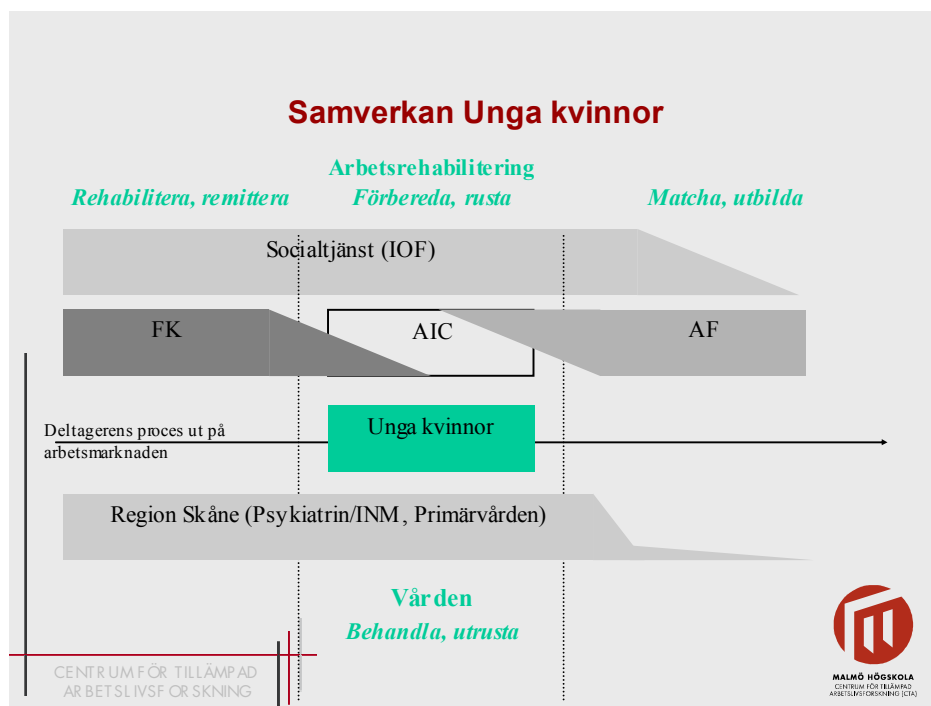 Samverkan Unga kvinnor
Arbetsrehabilitering
Rehabilitera, remittera
Förbereda, rusta
Matcha, utbilda
Socialtjänst (IOF)
FK
AIC
AF
Unga kvinnor
Deltagerens proces ut på
arbetsmarknaden
Region Skåne (Psykiatrin/INM, Primärvården)
Vården
Behandla, utrusta
CENTRUM FÖR TILLÄMPAD
ARBETSLIVSFORSKNING
MALMÖ HÖGSKOLA
CENTRUM FÖR TILLÄMPAD
ARBETSLIVSFORSKNING (CTA)